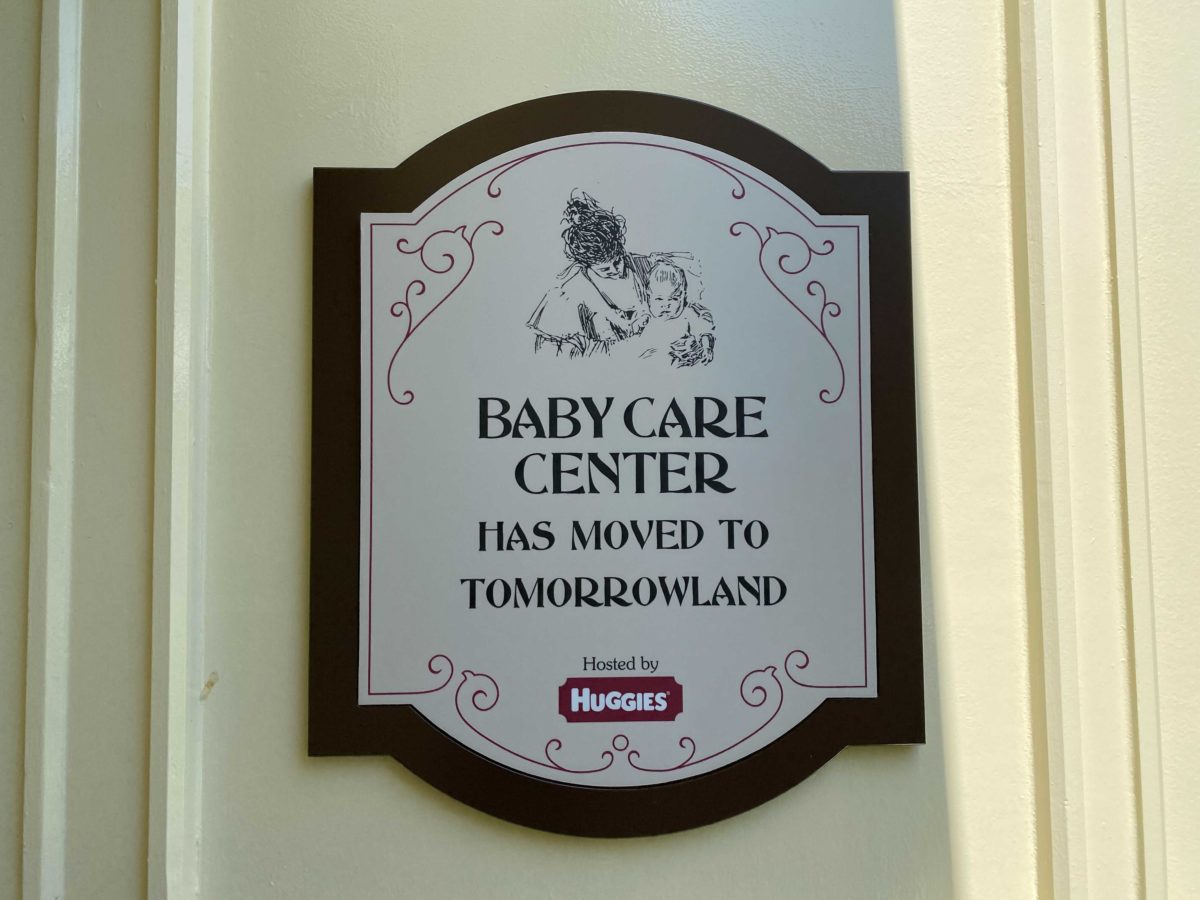 BABY CARE
CENTER
HAS MOVED TO
TOMORROWLAND
Hosted by
HUGGIES